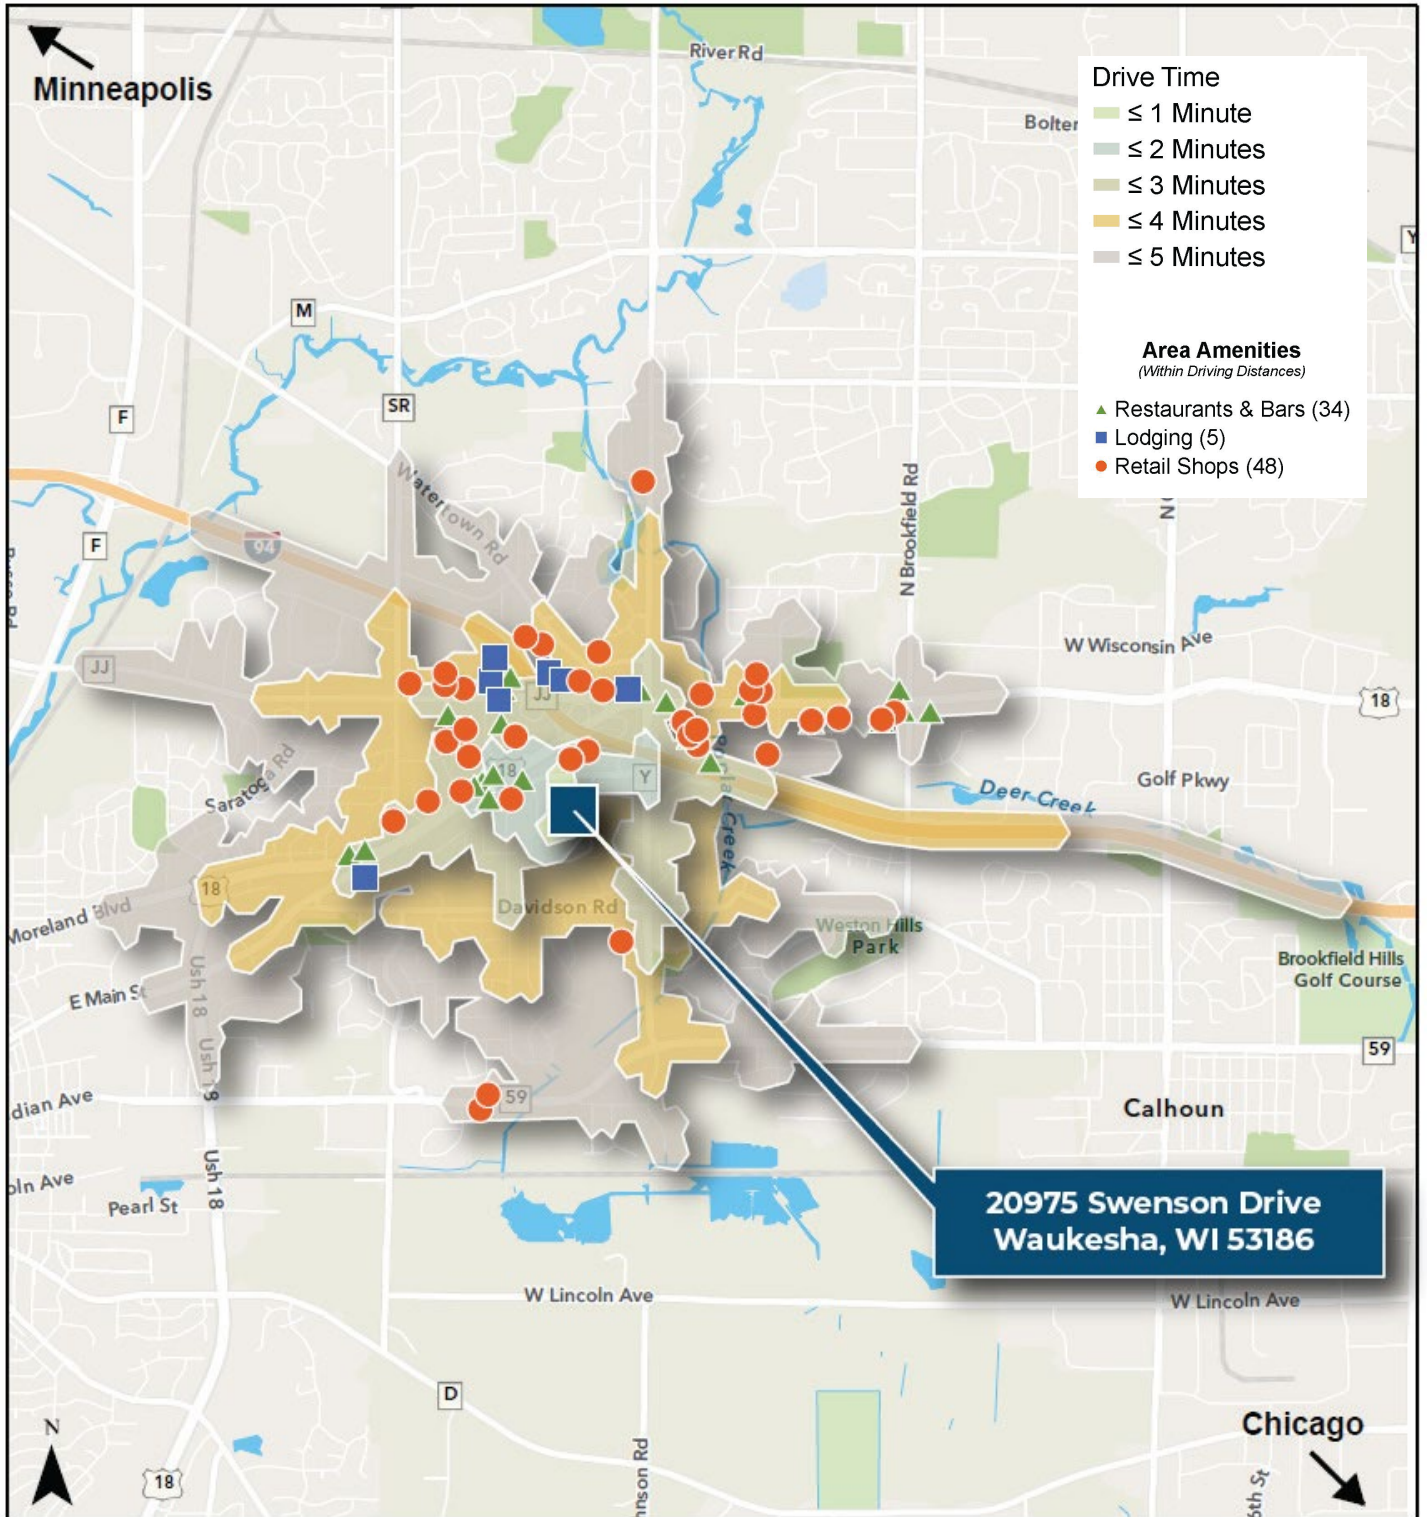 Minneapolis
River Rd
Drive Time
≤ 1 Minute
≤ 2 Minutes
≤ 3 Minutes
≤ 4 Minutes
≤ 5 Minutes
Bolter
Y
M
Area Amenities
(Within Driving Distances)
Restaurants & Bars (34)
Lodging (5)
Retail Shops (48)
F
SR
Watertown Rd
N Brookfield Rd
N
F
94
W Wisconsin Ave
JJ
JJ
18
18
Y
Golf Pkwy
Deer Creek
Saratoga Rd
Creek
18
Davidson Rd
Moreland Blvd
Weston Hills
Park
Brookfield Hills
Golf Course
E Main St
Ush 18
59
Ush 18
59
dian Ave
Calhoun
Ush 18
oln Ave
Pearl St
20975 Swenson Drive
Waukesha, WI 53186
W Lincoln Ave
W Lincoln Ave
D
Chicago
N
18
nson Rd
6th St